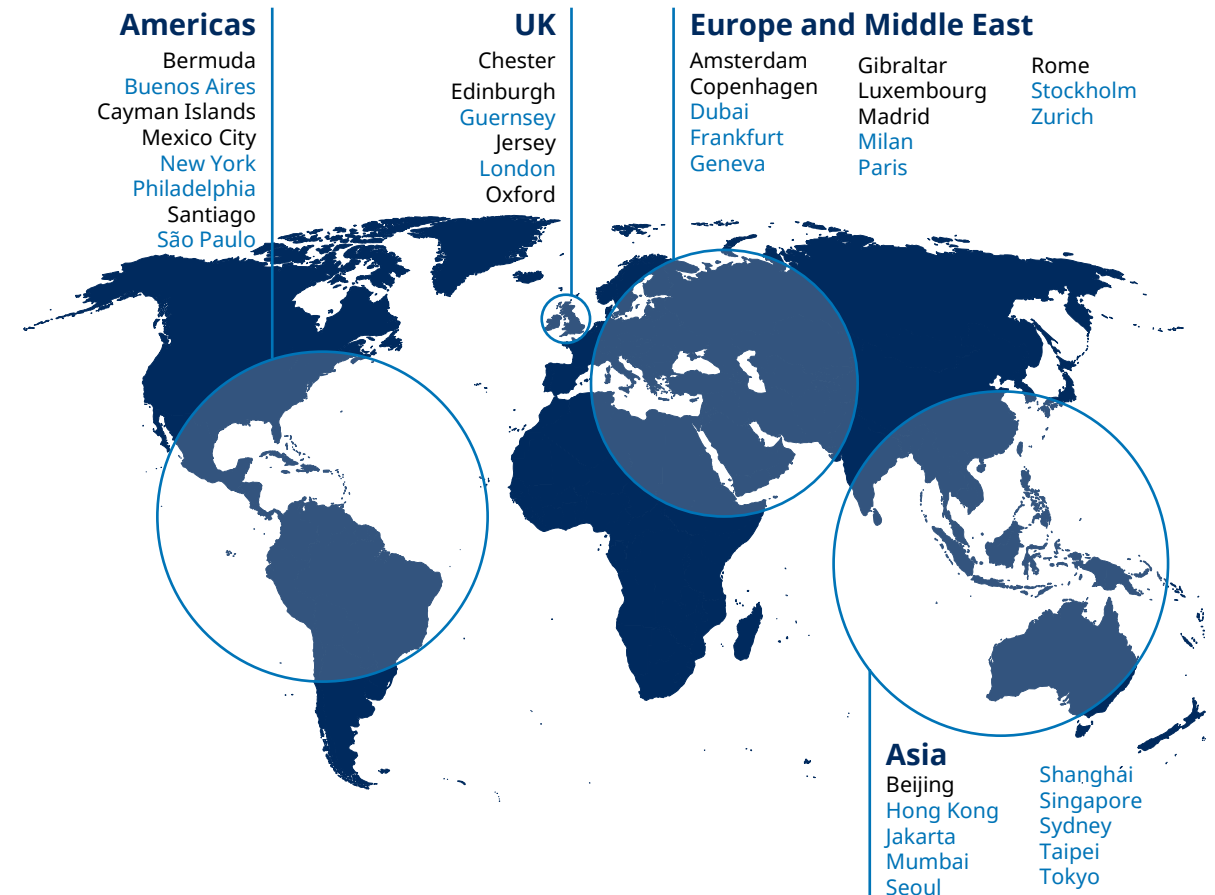 Americas
Bermuda
Buenos Aires
Cayman Islands
Mexico City
New York
Philadelphia
Santiago
São Paulo
UK
Chester
Edinburgh
Guernsey
Jersey
London
Oxford
Europe and Middle East
Amsterdam
Copenhagen
Dubai
Frankfurt
Geneva
Gibraltar
Luxembourg
Madrid
Milan
Paris
Rome
Stockholm
Zurich
Asia
Beijing
Hong Kong
Jakarta
Mumbai
Seoul
Shanghái
Singapore
Sydney
Taipei
Tokyo